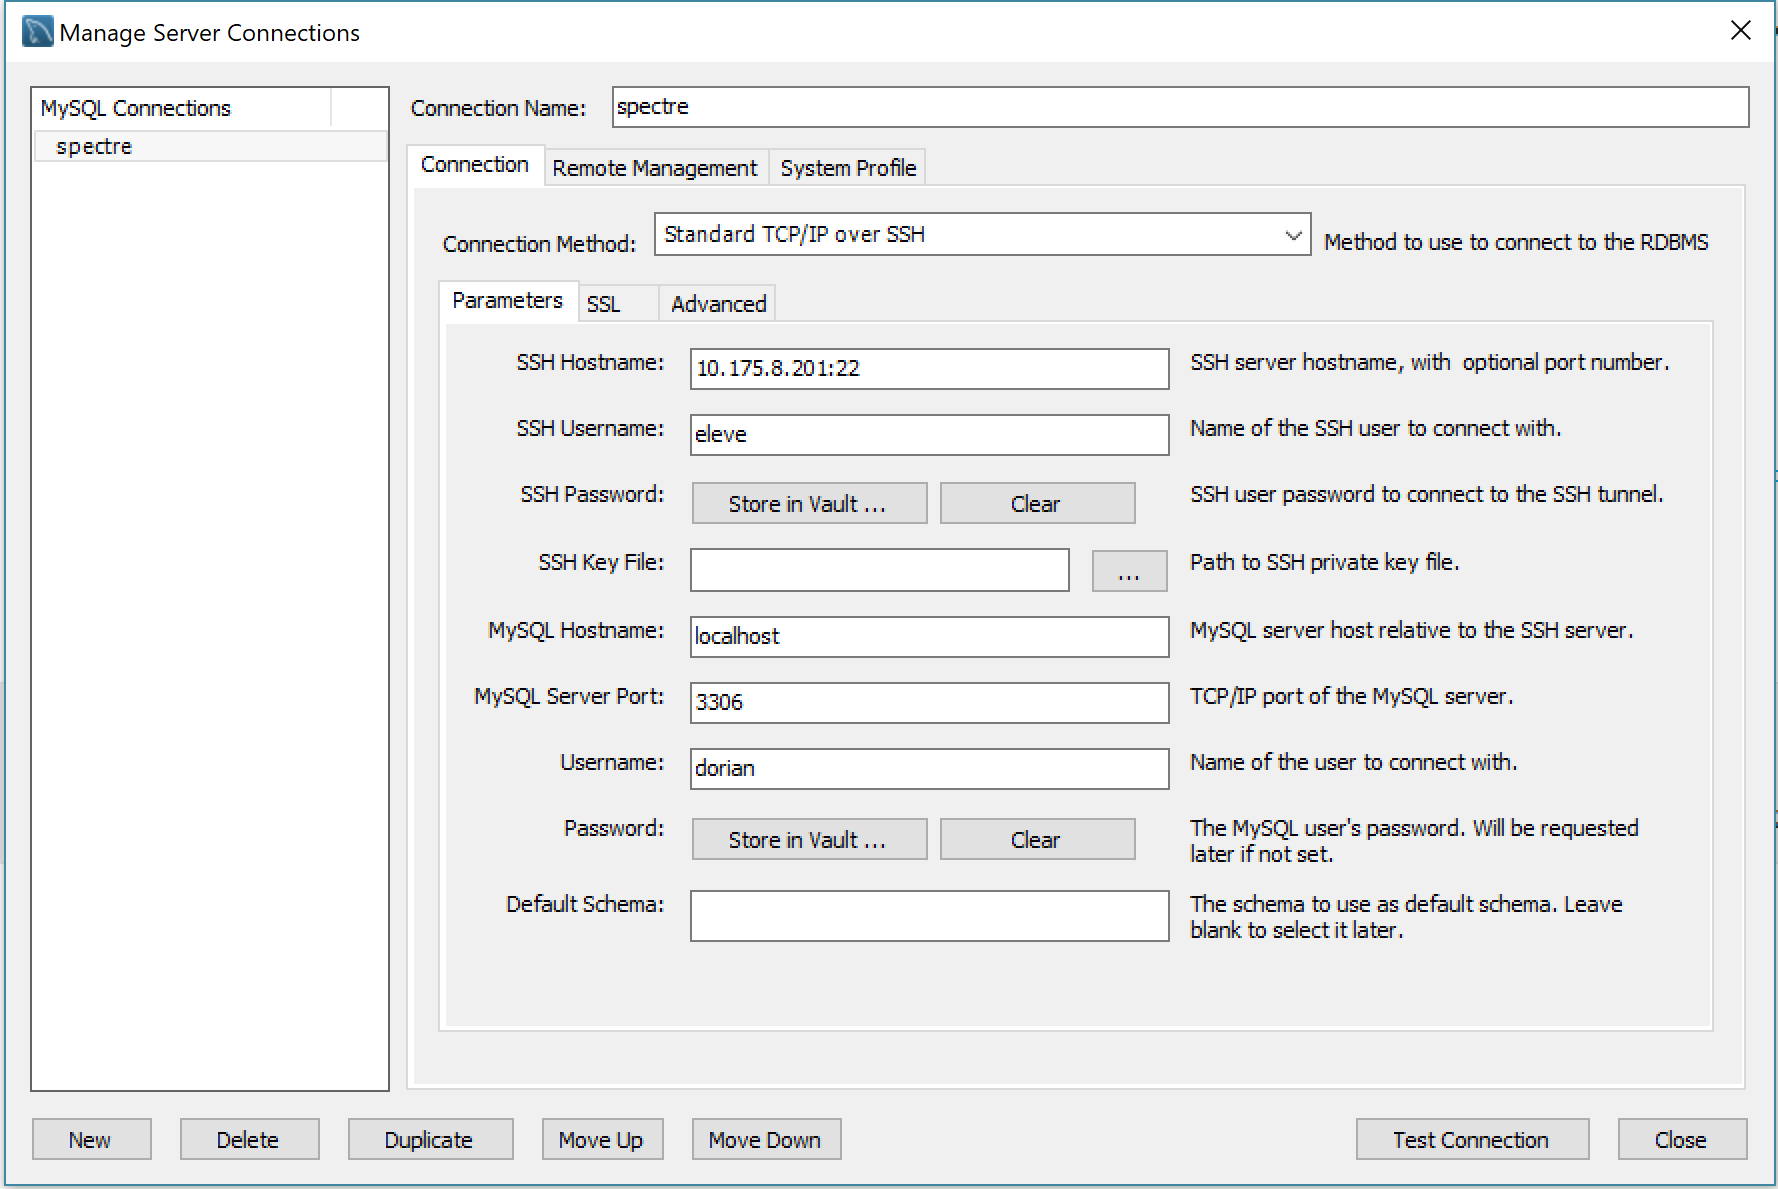 Manage Server Connections
MySQL Connections
spectre
Connection Name: spectre
Connection Remote Management System Profile
Connection Method: Standard TCP/IP over SSH Method to use to connect to the RDBMS
Parameters SSL Advanced
SSH Hostname: 10.175.8.201:22 SSH server hostname, with  optional port number.
SSH Username: eleve Name of the SSH user to connect with.
SSH Password: Store in Vault ... Clear SSH user password to connect to the SSH tunnel.
SSH Key File: ... Path to SSH private key file.
MySQL Hostname: localhost MySQL server host relative to the SSH server.
MySQL Server Port: 3306 TCP/IP port of the MySQL server.
Username: dorian Name of the user to connect with.
Password: Store in Vault ... Clear The MySQL user's password. Will be requested
later if not set.
Default Schema: The schema to use as default schema. Leave
blank to select it later.
New Delete Duplicate Move Up Move Down Test Connection Close